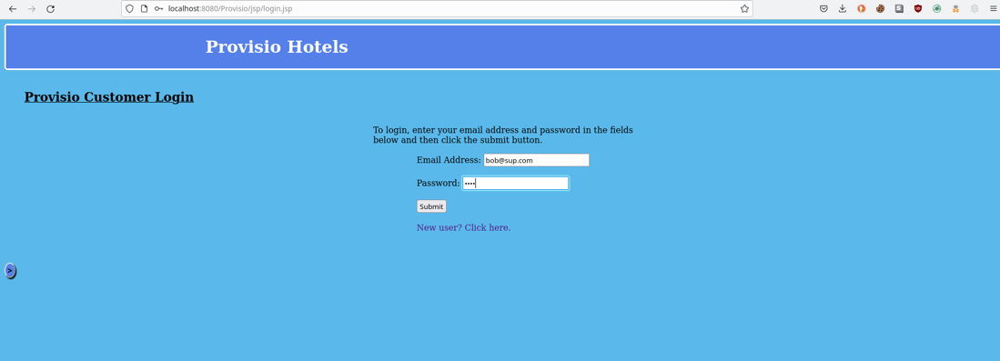 localhost:8080/Provisio/jsp/login.jsp
Provisio Hotels
Provisio Customer Login
To login, enter your email address and password in the fields
below and then click the submit button.
Email Address: bob@sup.com
Password: ••••
Submit
New user? Click here.
>